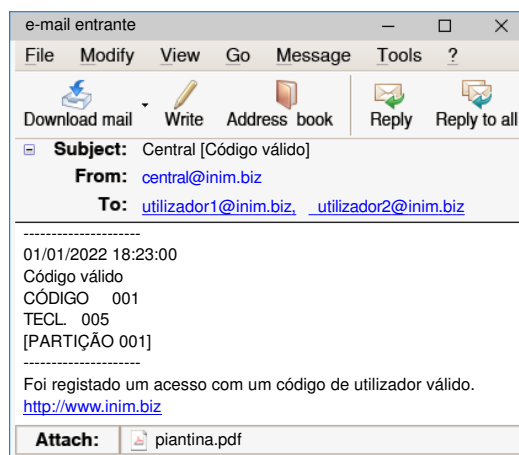 e-mail entrante
File Modify View Go Message Tools ?
Download mail Write Address book Reply Reply to all
Subject: Central [Código válido]
From: central@inim.biz
To: utilizador1@inim.biz, utilizador2@inim.biz
---------------------
01/01/2022 18:23:00
Código válido
CÓDIGO 001
TECL. 005
[PARTIÇÃO 001]
---------------------
Foi registado um acesso com um código de utilizador válido.
http://www.inim.biz
Attach: piantina.pdf